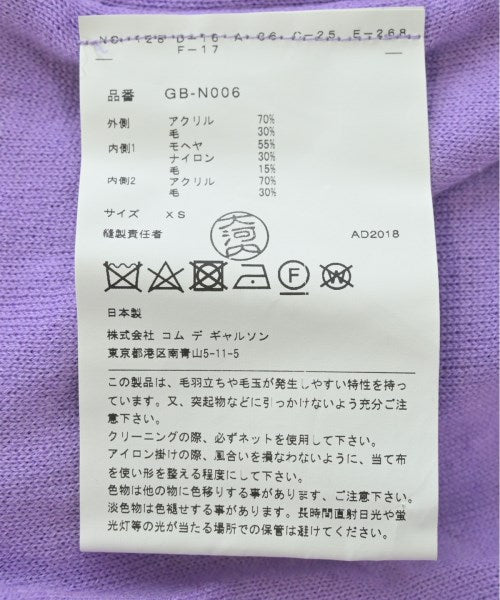 NO.125 B-15 A-06 C-25 E-268
F-17
品番 GB-N006
外側 アクリル 70%
毛 30%
内側1 モヘヤ 55%
ナイロン 30%
毛 15%
内側2 アクリル 70%
毛 30%
サイズ XS
縫製責任者 大河内 AD2018
F W
日本製
株式会社 コム デ ギャルソン
東京都港区南青山5-11-5
この製品は、毛羽立ちや毛玉が発生しやすい特性を持っ
ています。又、突起物などに引っかけないよう充分ご注
意下さい。
クリーニングの際、必ずネットを使用して下さい。
アイロン掛けの際、風合いを損なわないように、当て布
を使い形を整える程度にして下さい。
色物は他の物に色移りする事があります、ご注意下さい。
淡色物は色褪せする事があります。長時間直射日光や蛍
光灯等の光が当たる場所での保管は避けてください。